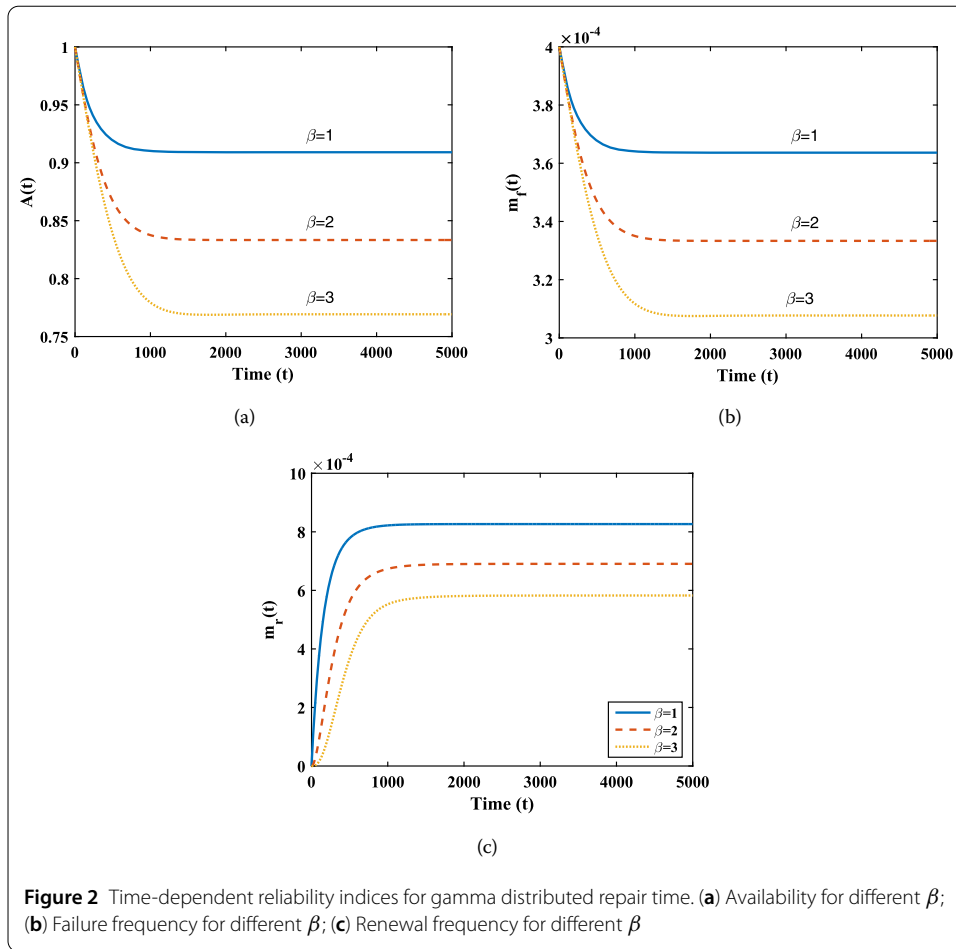 1
0.95
0.9
0.85
0.8
0.75
A(t)
β=1
β=2
β=3
0 1000 2000 3000 4000 5000
Time (t)
(a)
×10-4
4
3.8
3.6
3.4
3.2
3
m_f(t)
β=1
β=2
β=3
0 1000 2000 3000 4000 5000
Time (t)
(b)
×10-4
10
8
6
4
2
0
m_r(t)
β=1
β=2
β=3
0 1000 2000 3000 4000 5000
Time (t)
(c)
Figure 2 Time-dependent reliability indices for gamma distributed repair time. (a) Availability for different β;
(b) Failure frequency for different β; (c) Renewal frequency for different β